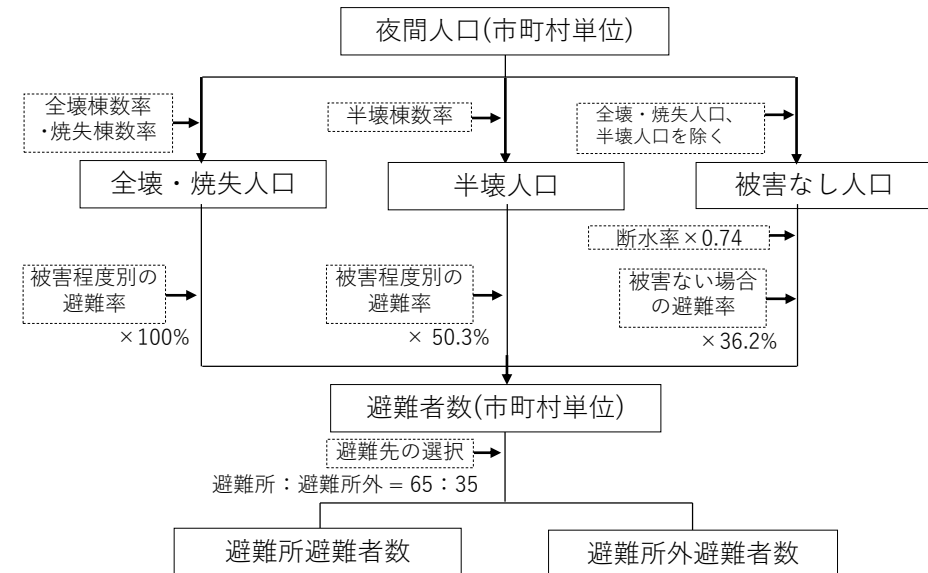 夜間人口(市町村単位)
全壊棟数率
・焼失棟数率
半壊棟数率
全壊・焼失人口、
半壊人口を除く
全壊・焼失人口
半壊人口
被害なし人口
断水率×0.74
被害程度別の
避難率
×100%
被害程度別の
避難率
× 50.3%
被害ない場合
の避難率
×36.2%
避難者数(市町村単位)
避難先の選択
避難所：避難所外 = 65：35
避難所避難者数
避難所外避難者数